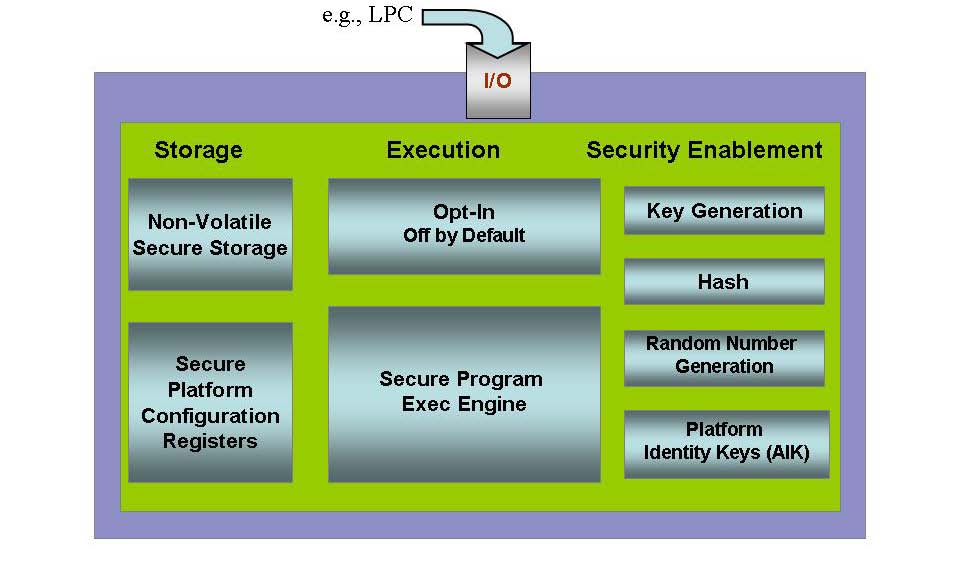 e.g., LPC
I/O
Storage
Execution
Security Enablement
Non-Volatile
Secure Storage
Secure
Platform
Configuration
Registers
Opt-In
Off by Default
Secure Program
Exec Engine
Key Generation
Hash
Random Number
Generation
Platform
Identity Keys (AIK)